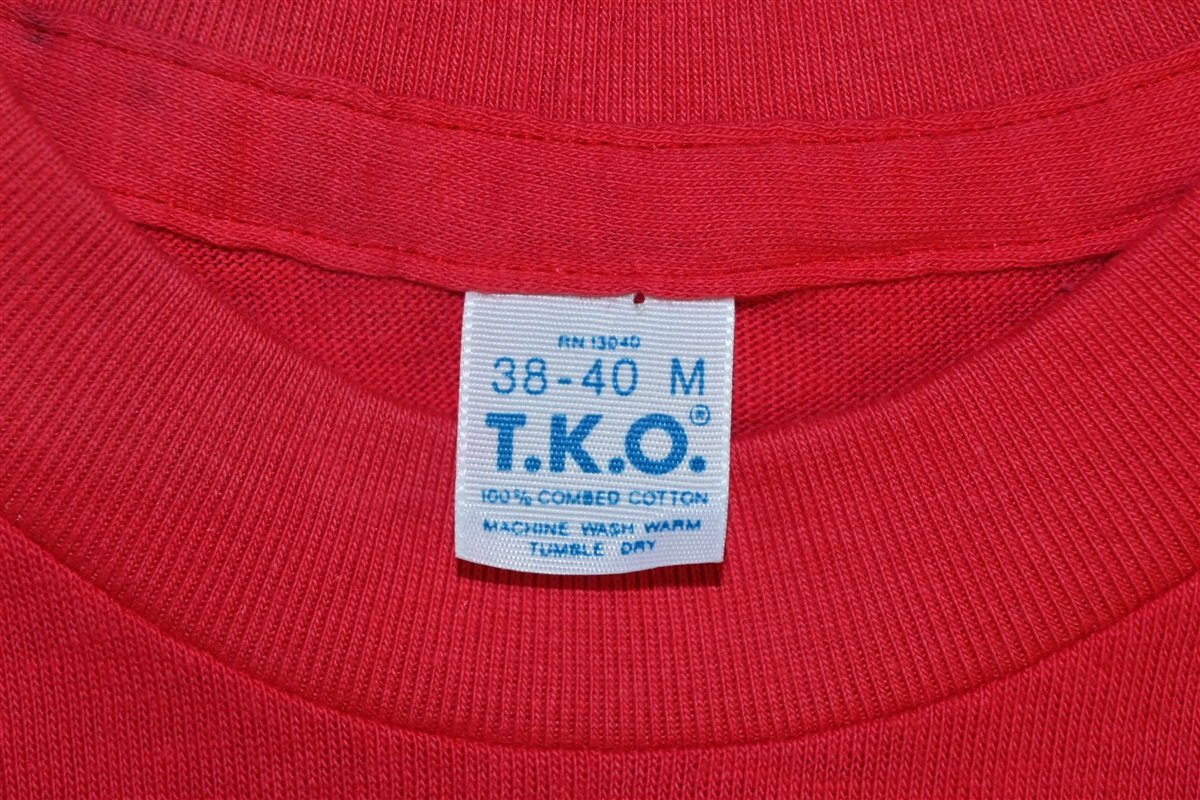 RN 13040
38-40 M
T.K.O.®
100% COMBED COTTON
MACHINE WASH WARM
TUMBLE DRY